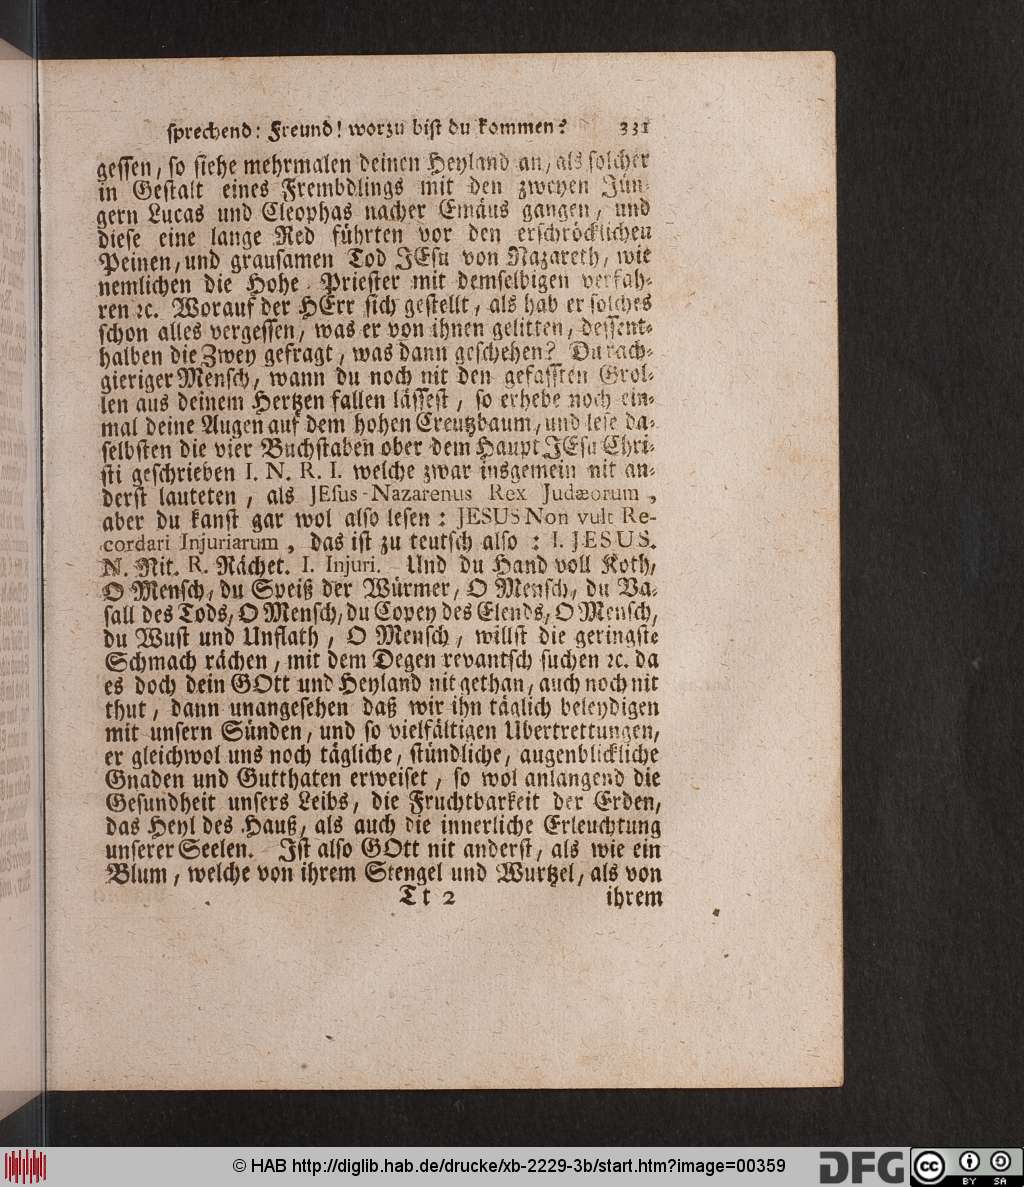 sprechend: Freund! worzu bist du kommen? 331
gessen, so siehe mehrmalen deinen Heyland an, als solcher
in Gestalt eines Frembdlings mit den zweyen Jün-
gern Lucas und Cleophas nacher Emäus gangen, und
diese eine lange Red führten vor den erschröcklichen
Peinen, und grausamen Tod JEsu von Nazareth, wie
nemlichen die Hohe Priester mit demselbigen verfah-
ren ꝛc. Worauf der HErr sich gestellt, als hab er solches
schon alles vergessen, was er von ihnen gelitten, dessent-
halben die Zwey gefragt, was dann geschehen? Du rach-
gieriger Mensch, wann du noch nit den gefassten Grol-
len aus deinem Hertzen fallen lässest, so erhebe noch ein-
mal deine Augen auf dem hohen Creutzbaum, und lese da-
selbsten die vier Buchstaben ober dem Haupt JEsu Chri-
sti geschrieben I. N. R. I. welche zwar insgemein nit an-
derst lauteten, als JEsus-Nazarenus Rex Judæorum,
aber du kanst gar wol also lesen: JESUS Non vult Re-
cordari Injuriarum, das ist zu teutsch also: I. JESUS.
N. Nit. R. Rächet. I. Injuri. Und du Hand voll Koth,
O Mensch, du Speiß der Würmer, O Mensch, du Va-
sall des Tods, O Mensch, du Copey des Elends, O Mensch,
du Wust und Unflath, O Mensch, willst die geringste
Schmach rächen, mit dem Degen revantsch suchen ꝛc. da
es doch dein GOtt und Heyland nit gethan, auch noch nit
thut, dann unangesehen daß wir ihn täglich beleydigen
mit unsern Sünden, und so vielfältigen Ubertrettungen,
er gleichwol uns noch tägliche, stündliche, augenblickliche
Gnaden und Gutthaten erweiset, so wol anlangend die
Gesundheit unsers Leibs, die Fruchtbarkeit der Erden,
das Heyl des Hauß, als auch die innerliche Erleuchtung
unserer Seelen. Ist also GOtt nit anderst, als wie ein
Blum, welche von ihrem Stengel und Wurtzel, als von
Tt 2 ihrem
© HAB http://diglib.hab.de/drucke/xb-2229-3b/start.htm?image=00359 DFG cc BY SA